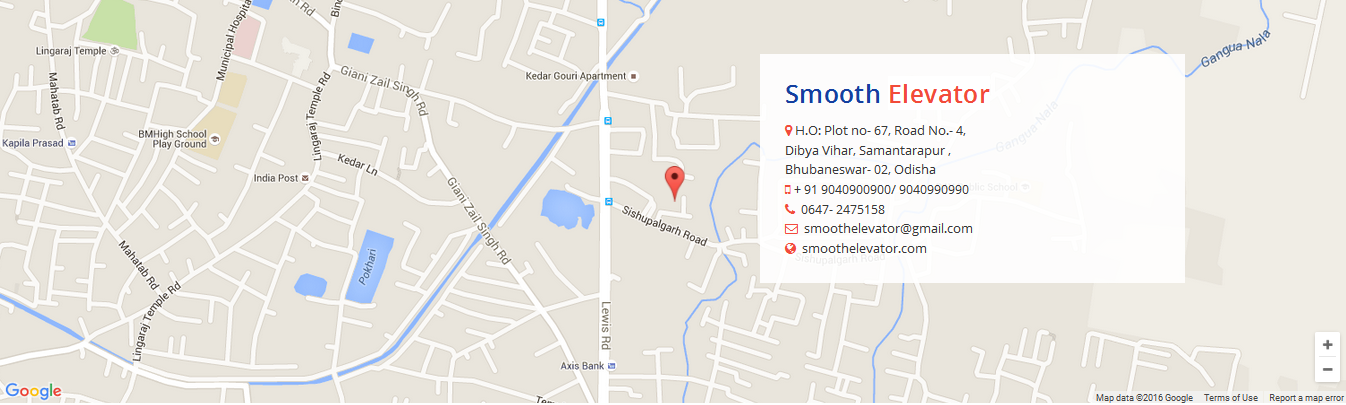 Lingaraj Temple
Municipal Hospital
Mahatab Rd
Kapila Prasad
BMHigh School
Play Ground
India Post
Lingaraj Temple Rd
Kedar Ln
Giani Zail Singh Rd
Giani Zail Singh Rd
Mahatab Rd
Lingaraj Temple Rd
Pokhari
Kedar Gouri Apartment
Sishupalgarh Road
Lewis Rd
Axis Bank
Gangua Nala
Gangua Nala
Smooth Elevator
H.O: Plot no- 67, Road No.- 4,
Dibya Vihar, Samantarapur ,
Bhubaneswar- 02, Odisha
+ 91 9040900900/ 9040990990
0647- 2475158
smoothelevator@gmail.com
smoothelevator.com
School
Road
+
−
Google
Map data ©2016 Google
Terms of Use
Report a map error